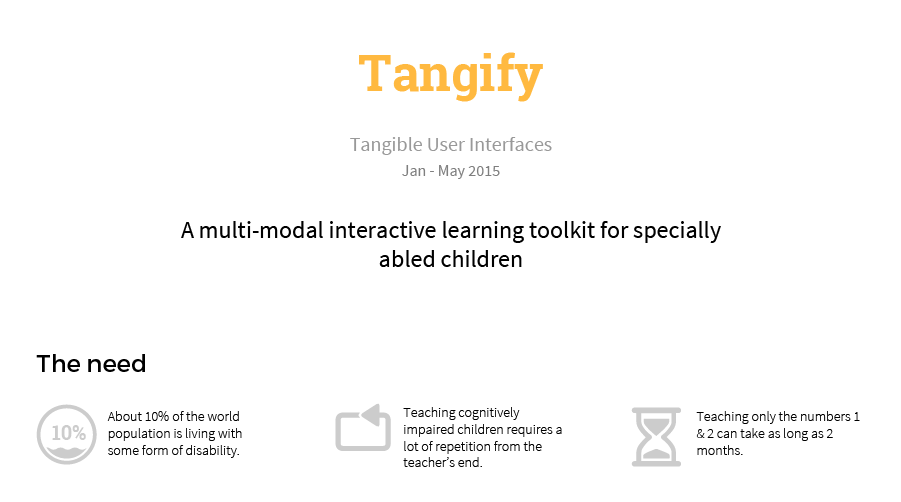 Tangify
Tangible User Interfaces
Jan - May 2015
A multi-modal interactive learning toolkit for specially
abled children
The need
10%
About 10% of the world
population is living with
some form of disability.
Teaching cognitively
impaired children requires a
lot of repetition from the
teacher's end.
Teaching only the numbers 1
& 2 can take as long as 2
months.